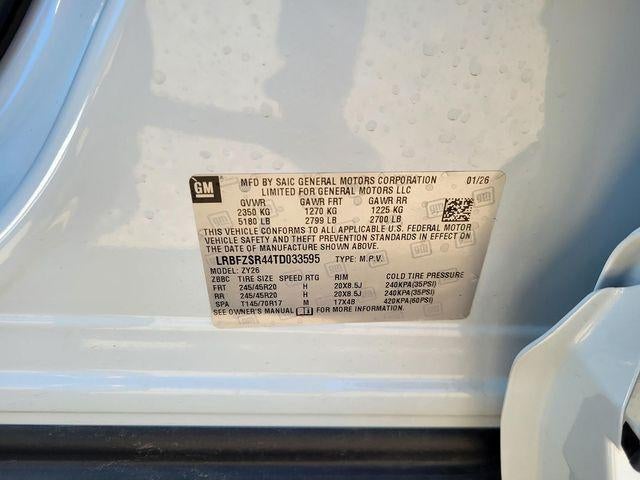 GM
MFD BY SAIC GENERAL MOTORS CORPORATION 01/26
LIMITED FOR GENERAL MOTORS LLC
GVWR GAWR FRT GAWR RR
2350 KG 1270 KG 1225 KG
5180 LB 2799 LB 2700 LB
THIS VEHICLE CONFORMS TO ALL APPLICABLE U.S. FEDERAL MOTOR
VEHICLE SAFETY AND THEFT PREVENTION STANDARDS IN EFFECT ON
THE DATE OF MANUFACTURE SHOWN ABOVE.
LRBFZSR44TD033595 TYPE: M.P.V.
MODEL: ZY26
ZBBC TIRE SIZE SPEED RTG RIM COLD TIRE PRESSURE
FRT 245/45R20 H 20X8.5J 240KPA(35PSI)
RR 245/45R20 H 20X8.5J 240KPA(35PSI)
SPA T145/70R17 M 17X4B 420KPA(60PSI)
SEE OWNER'S MANUAL FOR MORE INFORMATION.